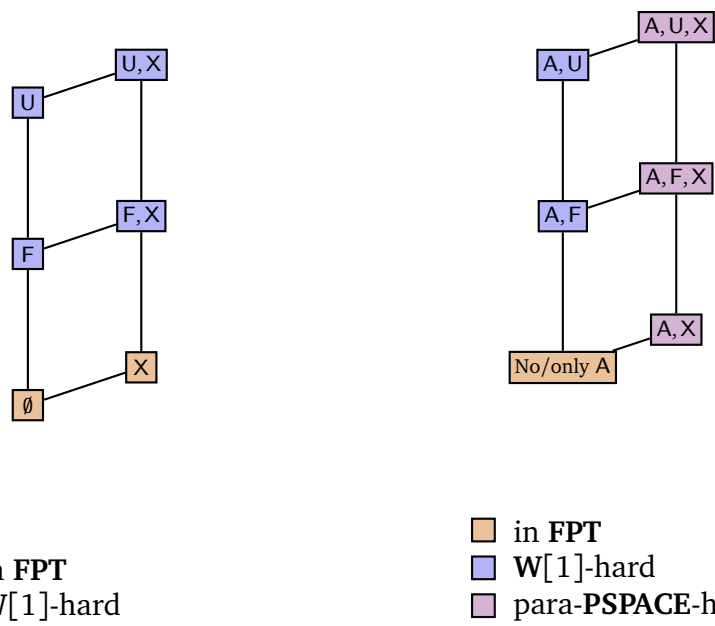 U
U, X
F
F, X
∅
X
FPT
[1]-hard
A, U
A, U, X
A, F
A, F, X
No/only A
A, X
in FPT
W[1]-hard
para-PSPACE-h